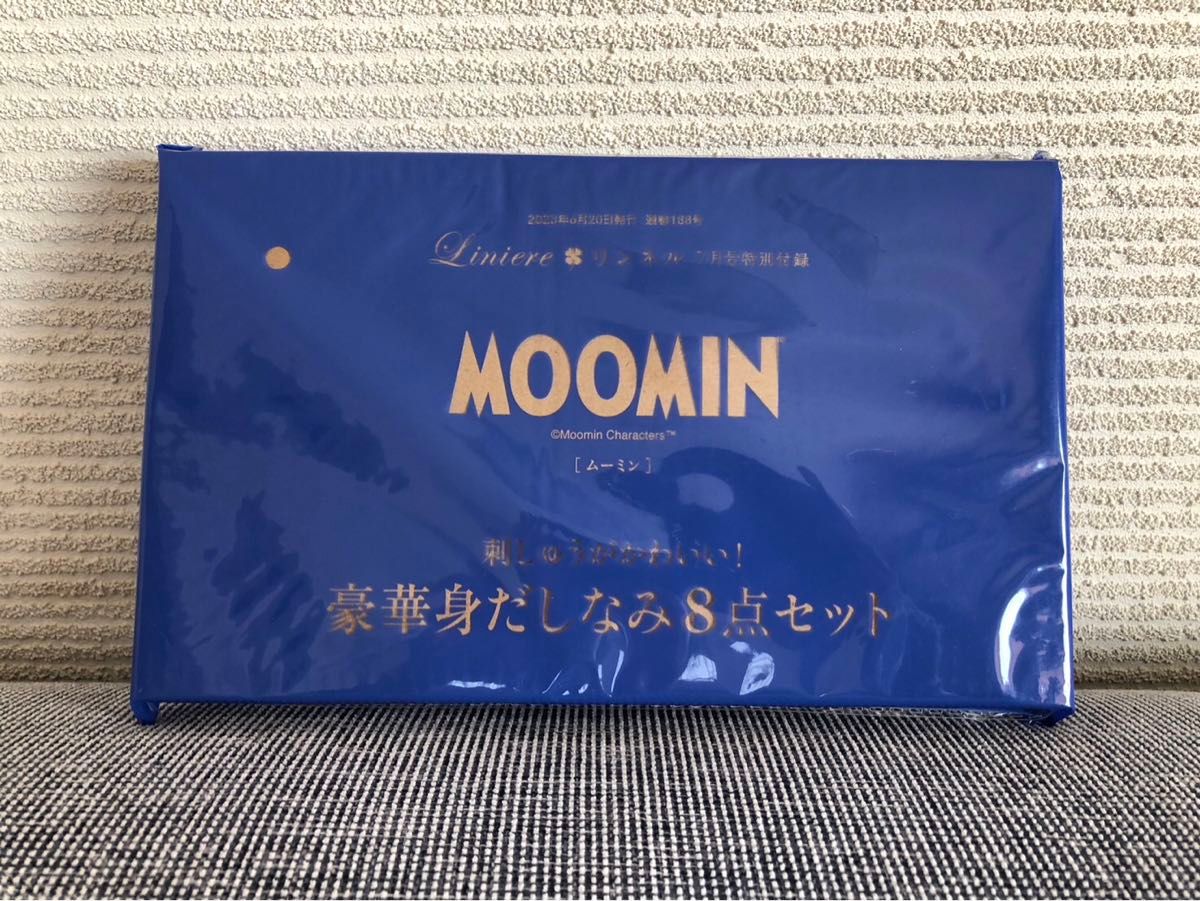 2023年6月20日発行 通巻188号
Liniere リンネル 7月号特別付録
MOOMIN
©Moomin Characters™
[ムーミン]
刺しゅうがかわいい!
豪華身だしなみ8点セット